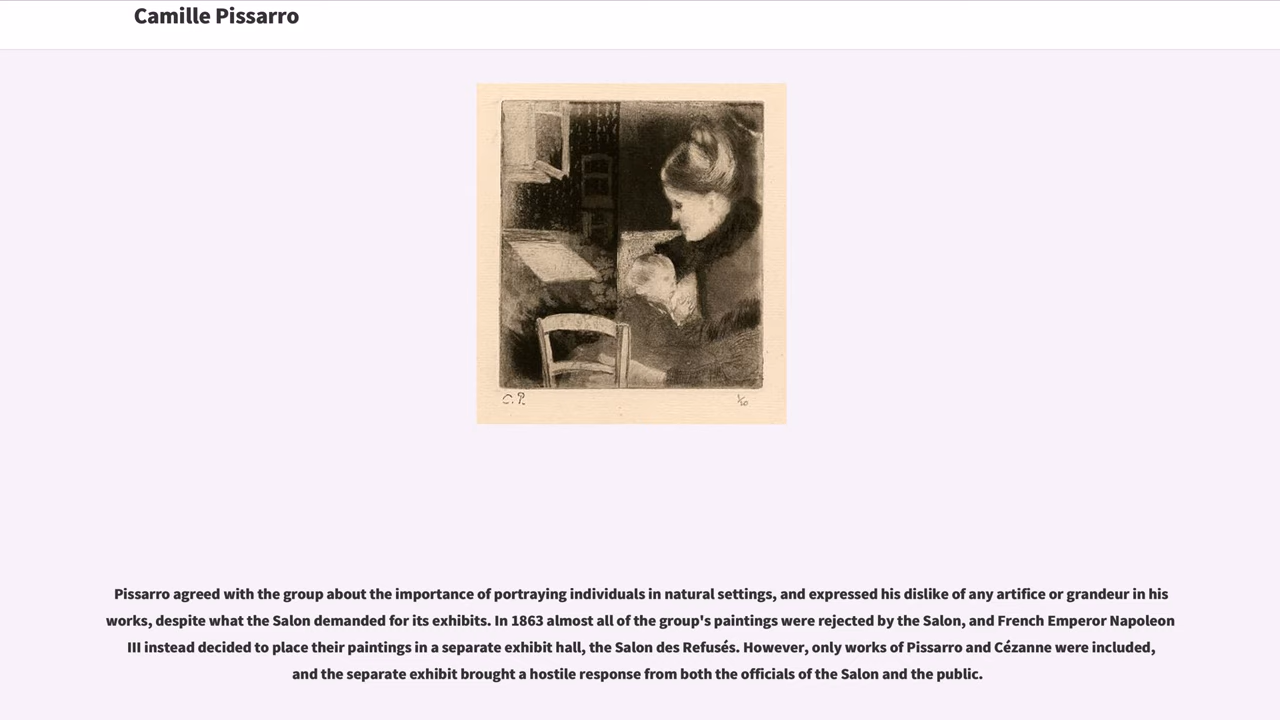 Camille Pissarro
C. P.
1/20
Pissarro agreed with the group about the importance of portraying individuals in natural settings, and expressed his dislike of any artifice or grandeur in his
works, despite what the Salon demanded for its exhibits. In 1863 almost all of the group's paintings were rejected by the Salon, and French Emperor Napoleon
III instead decided to place their paintings in a separate exhibit hall, the Salon des Refusés. However, only works of Pissarro and Cézanne were included,
and the separate exhibit brought a hostile response from both the officials of the Salon and the public.